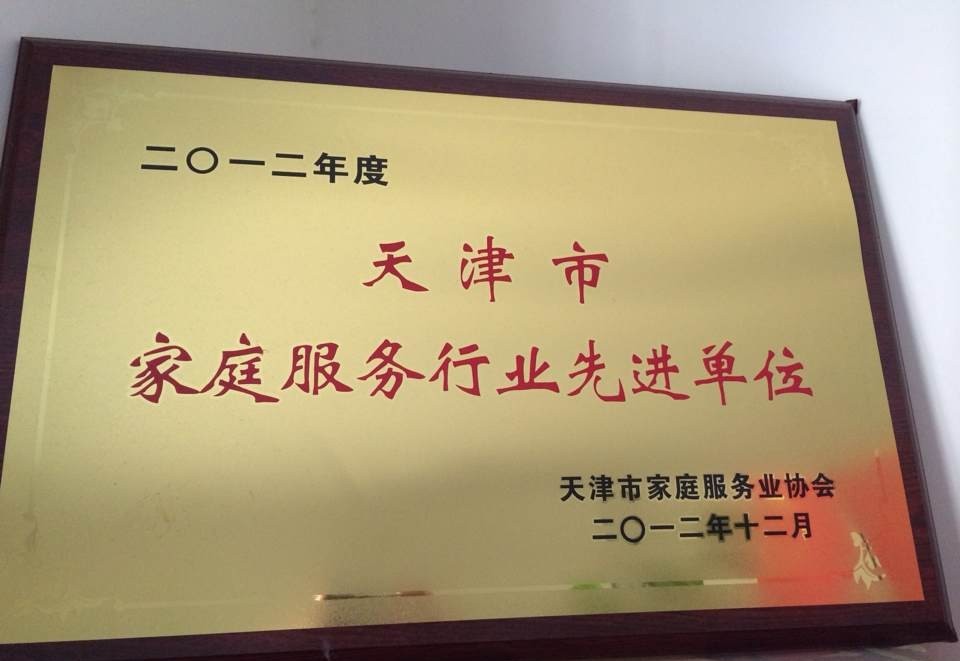 二〇一二年度
天津市
家庭服务行业先进单位
天津市家庭服务业协会
二〇一二年十二月